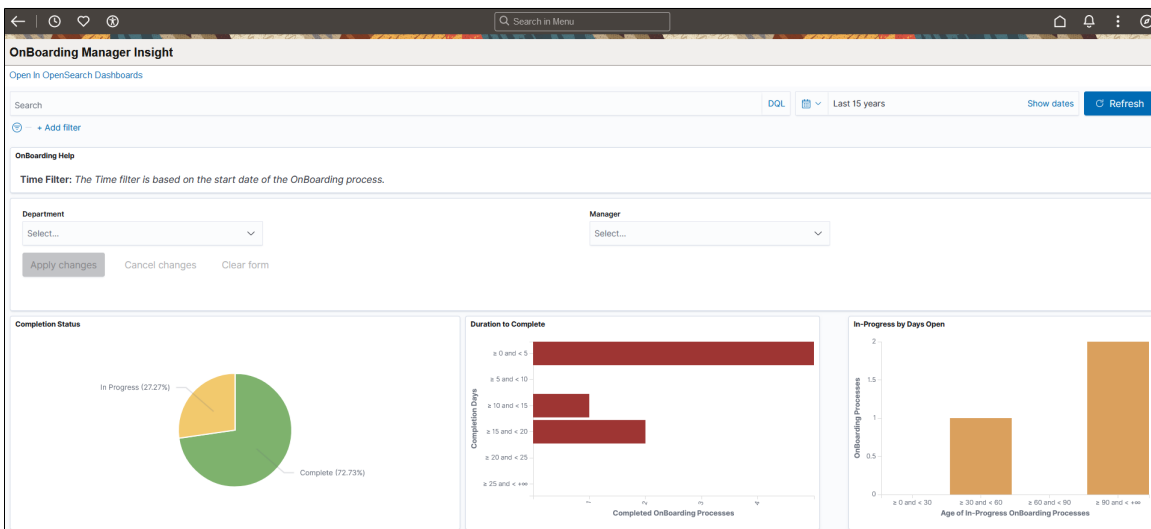 Search in Menu
OnBoarding Manager Insight
Open In OpenSearch Dashboards
Search
DQL
Last 15 years
Show dates
Refresh
+ Add filter
OnBoarding Help
Time Filter: The Time filter is based on the start date of the OnBoarding process.
Department
Manager
Select...
Select...
Apply changes
Cancel changes
Clear form
Completion Status
In Progress (27.27%)
Complete (72.73%)
Duration to Complete
Completion Days
≥ 0 and < 5
≥ 5 and < 10
≥ 10 and < 15
≥ 15 and < 20
≥ 20 and < 25
≥ 25 and < +∞
1
2
3
4
Completed OnBoarding Processes
In-Progress by Days Open
OnBoarding Processes
2
1.5
1
0.5
0
≥ 0 and < 30
≥ 30 and < 60
≥ 60 and < 90
≥ 90 and < +∞
Age of In-Progress OnBoarding Processes